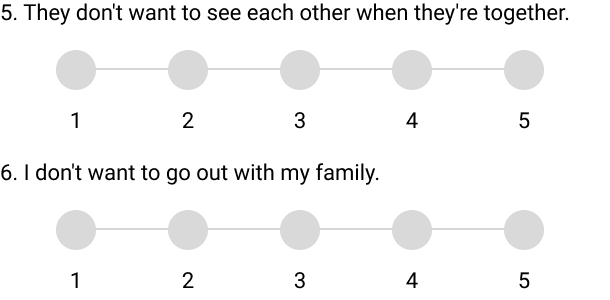 5. They don't want to see each other when they're together.
1 2 3 4 5
6. I don't want to go out with my family.
1 2 3 4 5